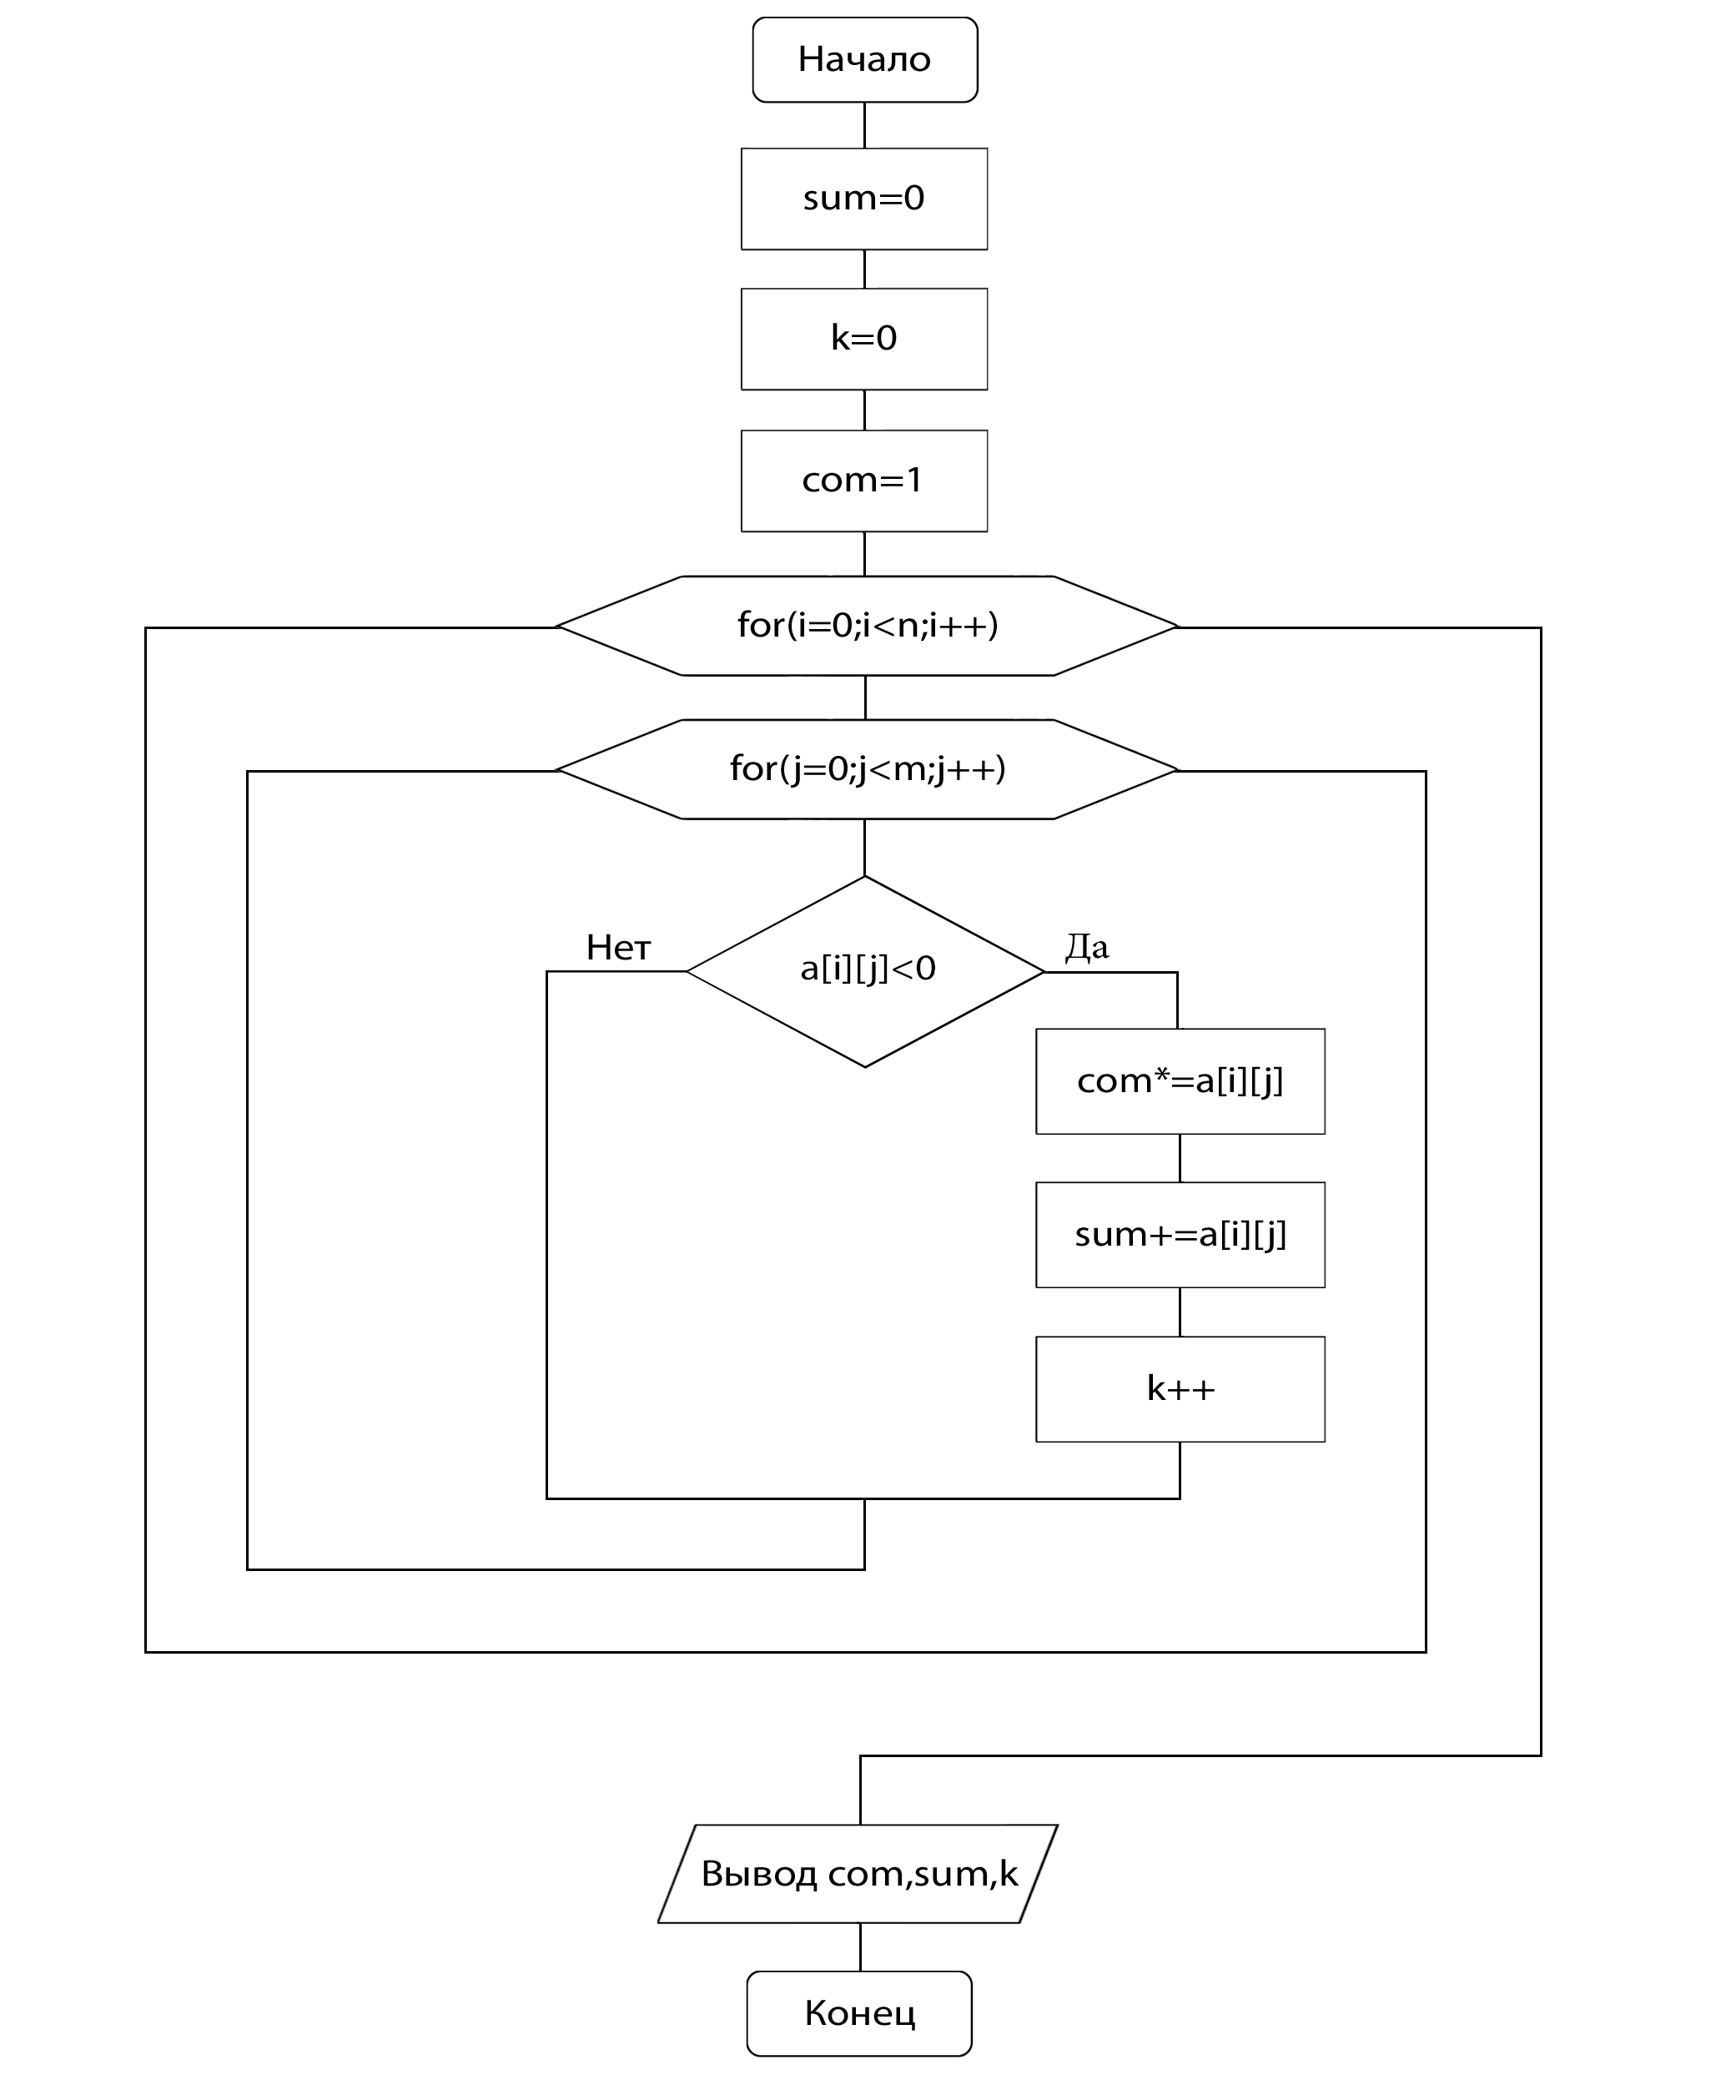 Начало
sum=0
k=0
com=1
for(i=0;i<n;i++)
for(j=0;j<m;j++)
a[i][j]<0
Нет
Да
com*=a[i][j]
sum+=a[i][j]
k++
Вывод com,sum,k
Конец